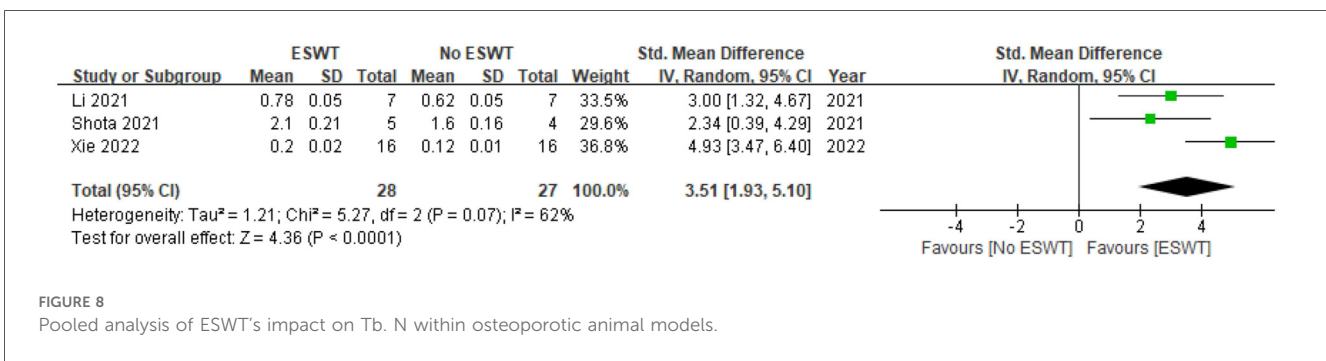 ESWT No ESWT Std. Mean Difference Std. Mean Difference
Study or Subgroup Mean SD Total Mean SD Total Weight IV, Random, 95% CI Year IV, Random, 95% CI
Li 2021 0.78 0.05 7 0.62 0.05 7 33.5% 3.00 [1.32, 4.67] 2021
Shota 2021 2.1 0.21 5 1.6 0.16 4 29.6% 2.34 [0.39, 4.29] 2021
Xie 2022 0.2 0.02 16 0.12 0.01 16 36.8% 4.93 [3.47, 6.40] 2022
Total (95% CI) 28 27 100.0% 3.51 [1.93, 5.10]
Heterogeneity: Tau² = 1.21; Chi² = 5.27, df = 2 (P = 0.07); I² = 62%
Test for overall effect: Z = 4.36 (P < 0.0001)
-4 -2 0 2 4
Favours [No ESWT] Favours [ESWT]
FIGURE 8
Pooled analysis of ESWT's impact on Tb. N within osteoporotic animal models.